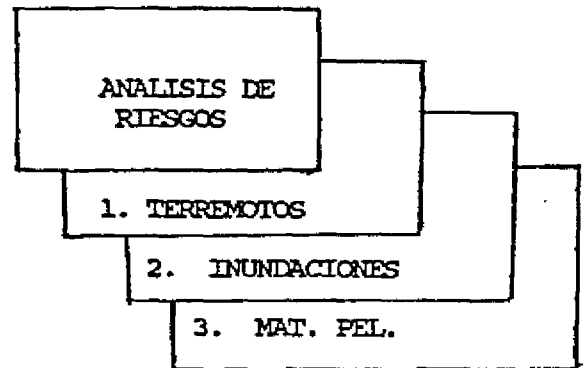 ANALISIS DE
RIESGOS
1. TERREMOTOS
2. INUNDACIONES
3. MAT. PEL.